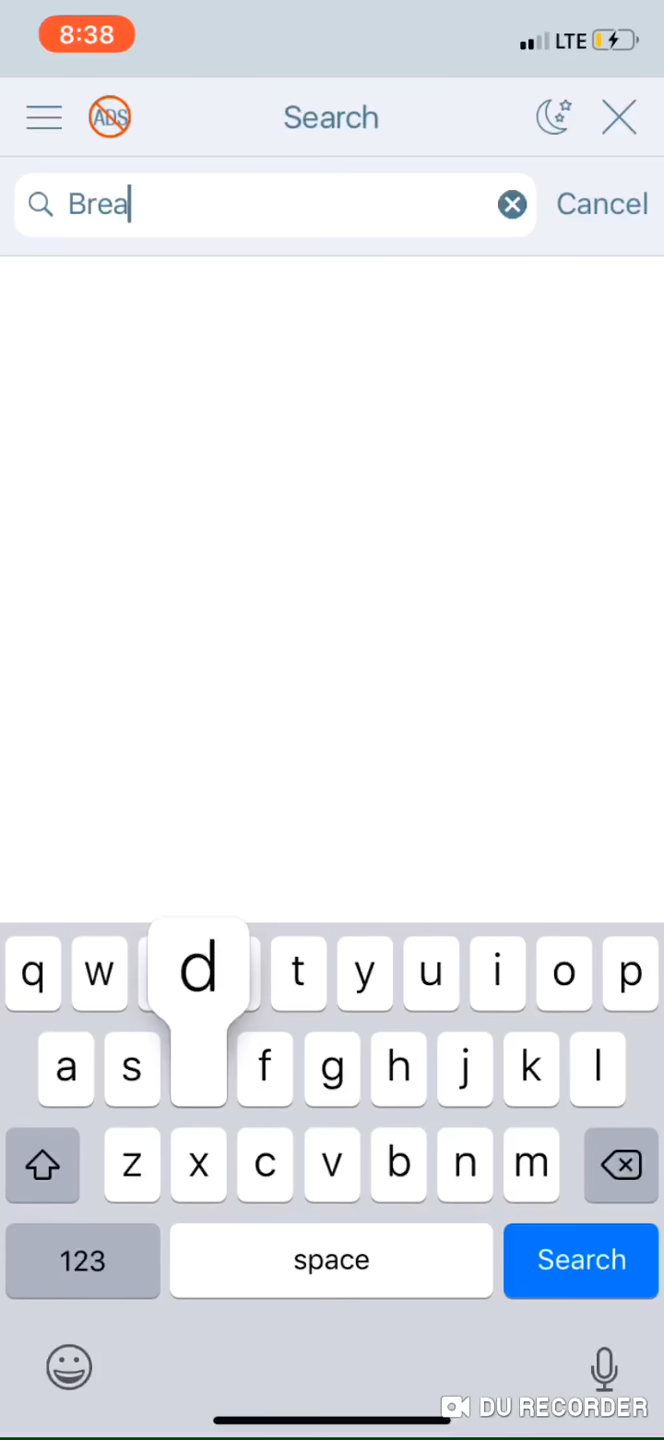 8:38
LTE
ADS
Search
Brea
Cancel
q w d t y u i o p
a s f g h j k l
z x c v b n m
123
space
Search
DU RECORDER